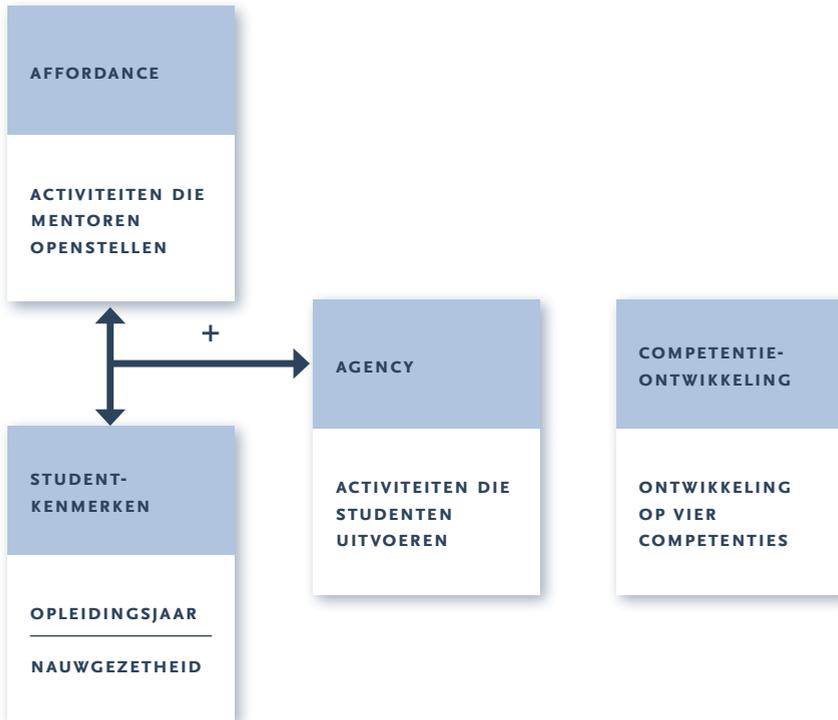 AFFORDANCE
ACTIVITEITEN DIE
MENTOREN
OPENSTELLEN
+
STUDENT-
KENMERKEN
OPLEIDINGSJAAR
NAUWGEZETHEID
AGENCY
ACTIVITEITEN DIE
STUDENTEN
UITVOEREN
COMPETENTIE-
ONTWIKKELING
ONTWIKKELING
OP VIER
COMPETENTIES